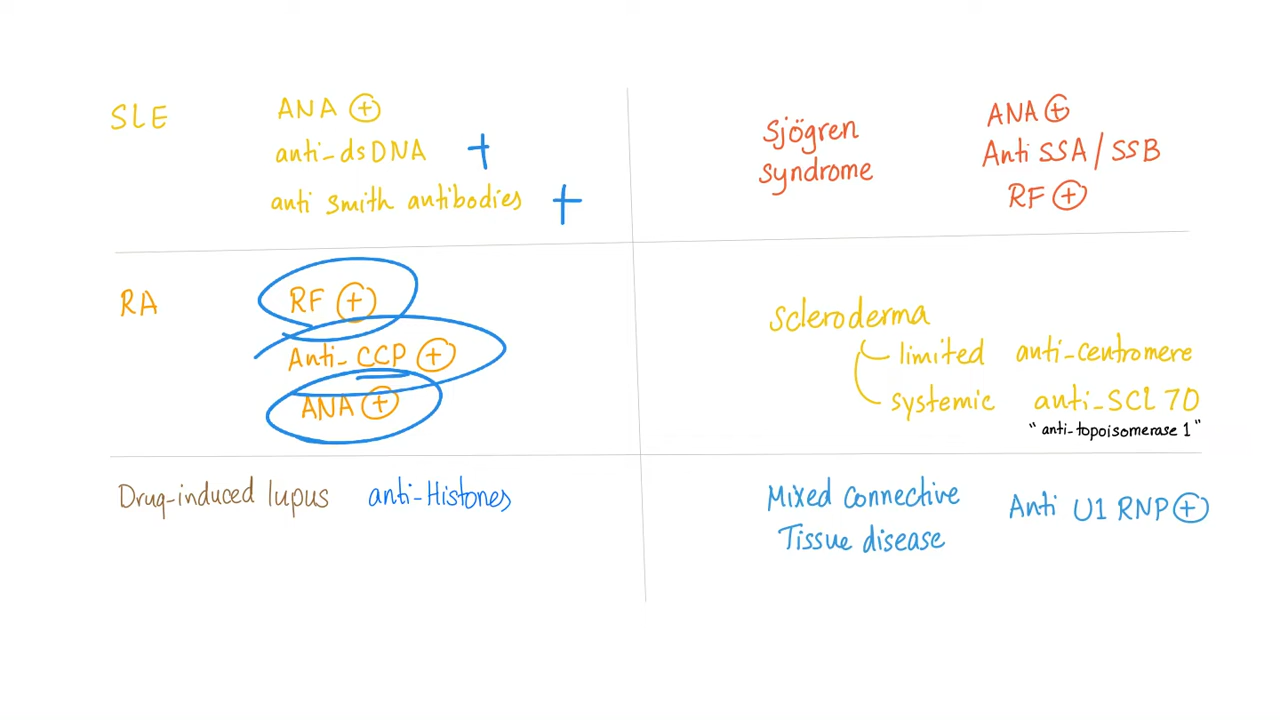 SLE
ANA (+)
anti-dsDNA +
anti smith antibodies +
Sjögren
syndrome
ANA (+)
Anti SSA / SSB
RF (+)
RA
RF (+)
Anti-CCP (+)
ANA (+)
Scleroderma
limited anti-centromere
systemic anti-SCL 70
"anti-topoisomerase 1"
Drug-induced lupus anti-Histones
Mixed connective
Tissue disease
Anti U1 RNP (+)